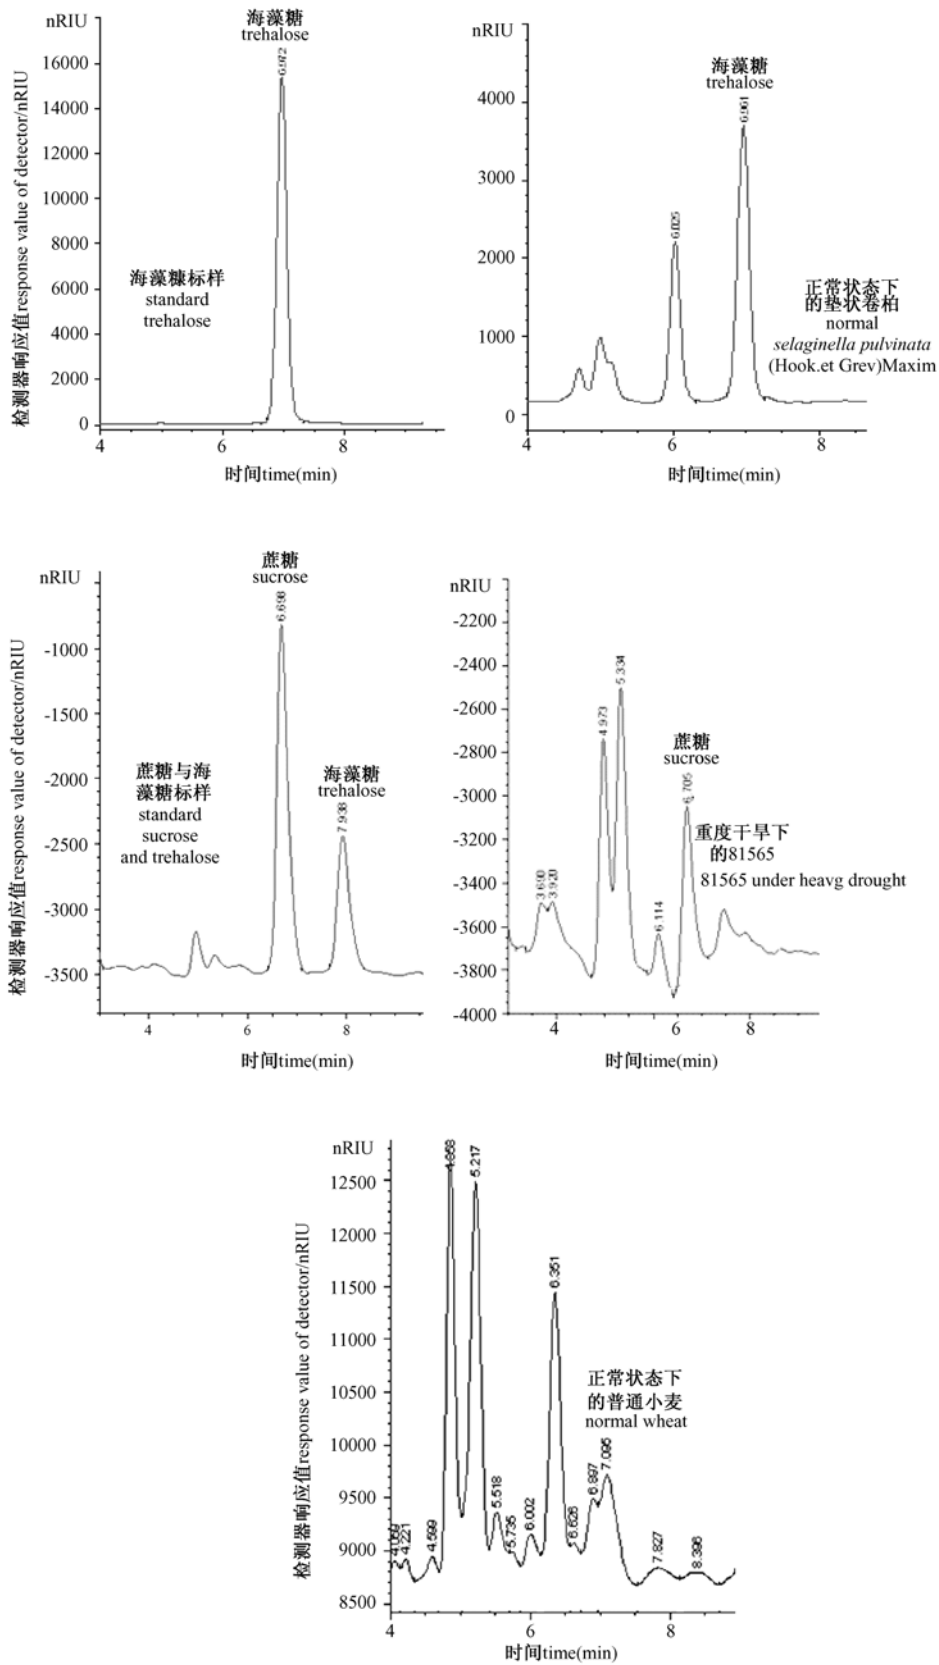 nRIU
海藻糖
trehalose
6.972
16000
14000
12000
10000
8000
6000
4000
2000
0
海藻糠标样
standard
trehalose
检测器响应值response value of detector/nRIU
4
6
8
时间time(min)
nRIU
海藻糖
trehalose
6.961
6.025
4000
3000
2000
1000
0
正常状态下
的垫状卷柏
normal
selaginella pulvinata
(Hook.et Grev)Maxim
4
6
8
时间time(min)
nRIU
蔗糖
sucrose
6.698
海藻糖
trehalose
7.938
-1000
-1500
-2000
-2500
-3000
-3500
蔗糖与海
藻糖标样
standard
sucrose
and trehalose
检测器响应值response value of detector/nRIU
4
6
8
时间time(min)
nRIU
-2200
-2400
-2600
-2800
-3000
-3200
-3400
-3600
-3800
-4000
3.690
3.920
4.973
5.334
6.114
蔗糖
sucrose
6.705
重度干旱下
的81565
81565 under heavg drought
4
6
8
时间time(min)
nRIU
12500
12000
11500
11000
10500
10000
9500
9000
8500
检测器响应值response value of detector/nRIU
4.221
4.599
4.858
5.217
5.518
5.735
6.002
6.351
6.626
6.897
7.095
7.827
8.396
正常状态下
的普通小麦
normal wheat
4
6
8
时间time(min)